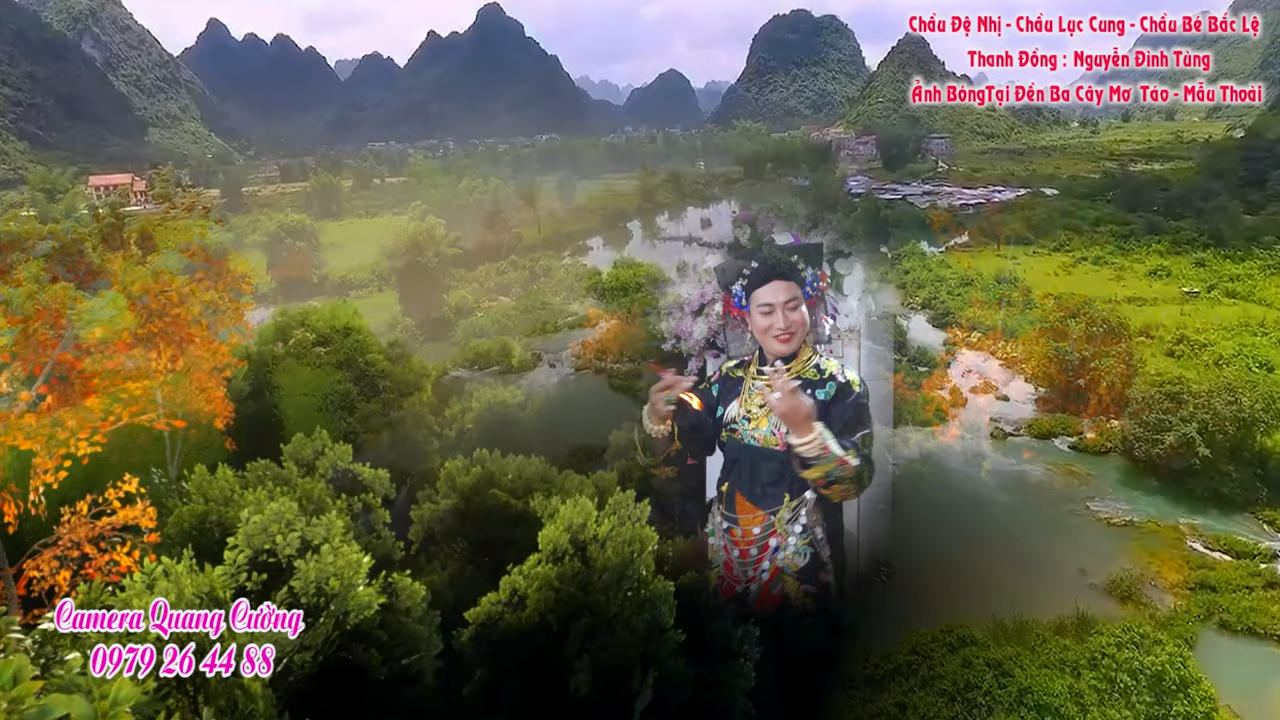 Chầu Đệ Nhị - Chầu Lục Cung - Chầu Bé Bắc Lệ
Thanh Đồng : Nguyễn Đình Tùng
Ảnh BóngTại Đền Ba Cây Mơ Táo - Mẫu Thoài
Camera Quang Cường
0979 26 44 88